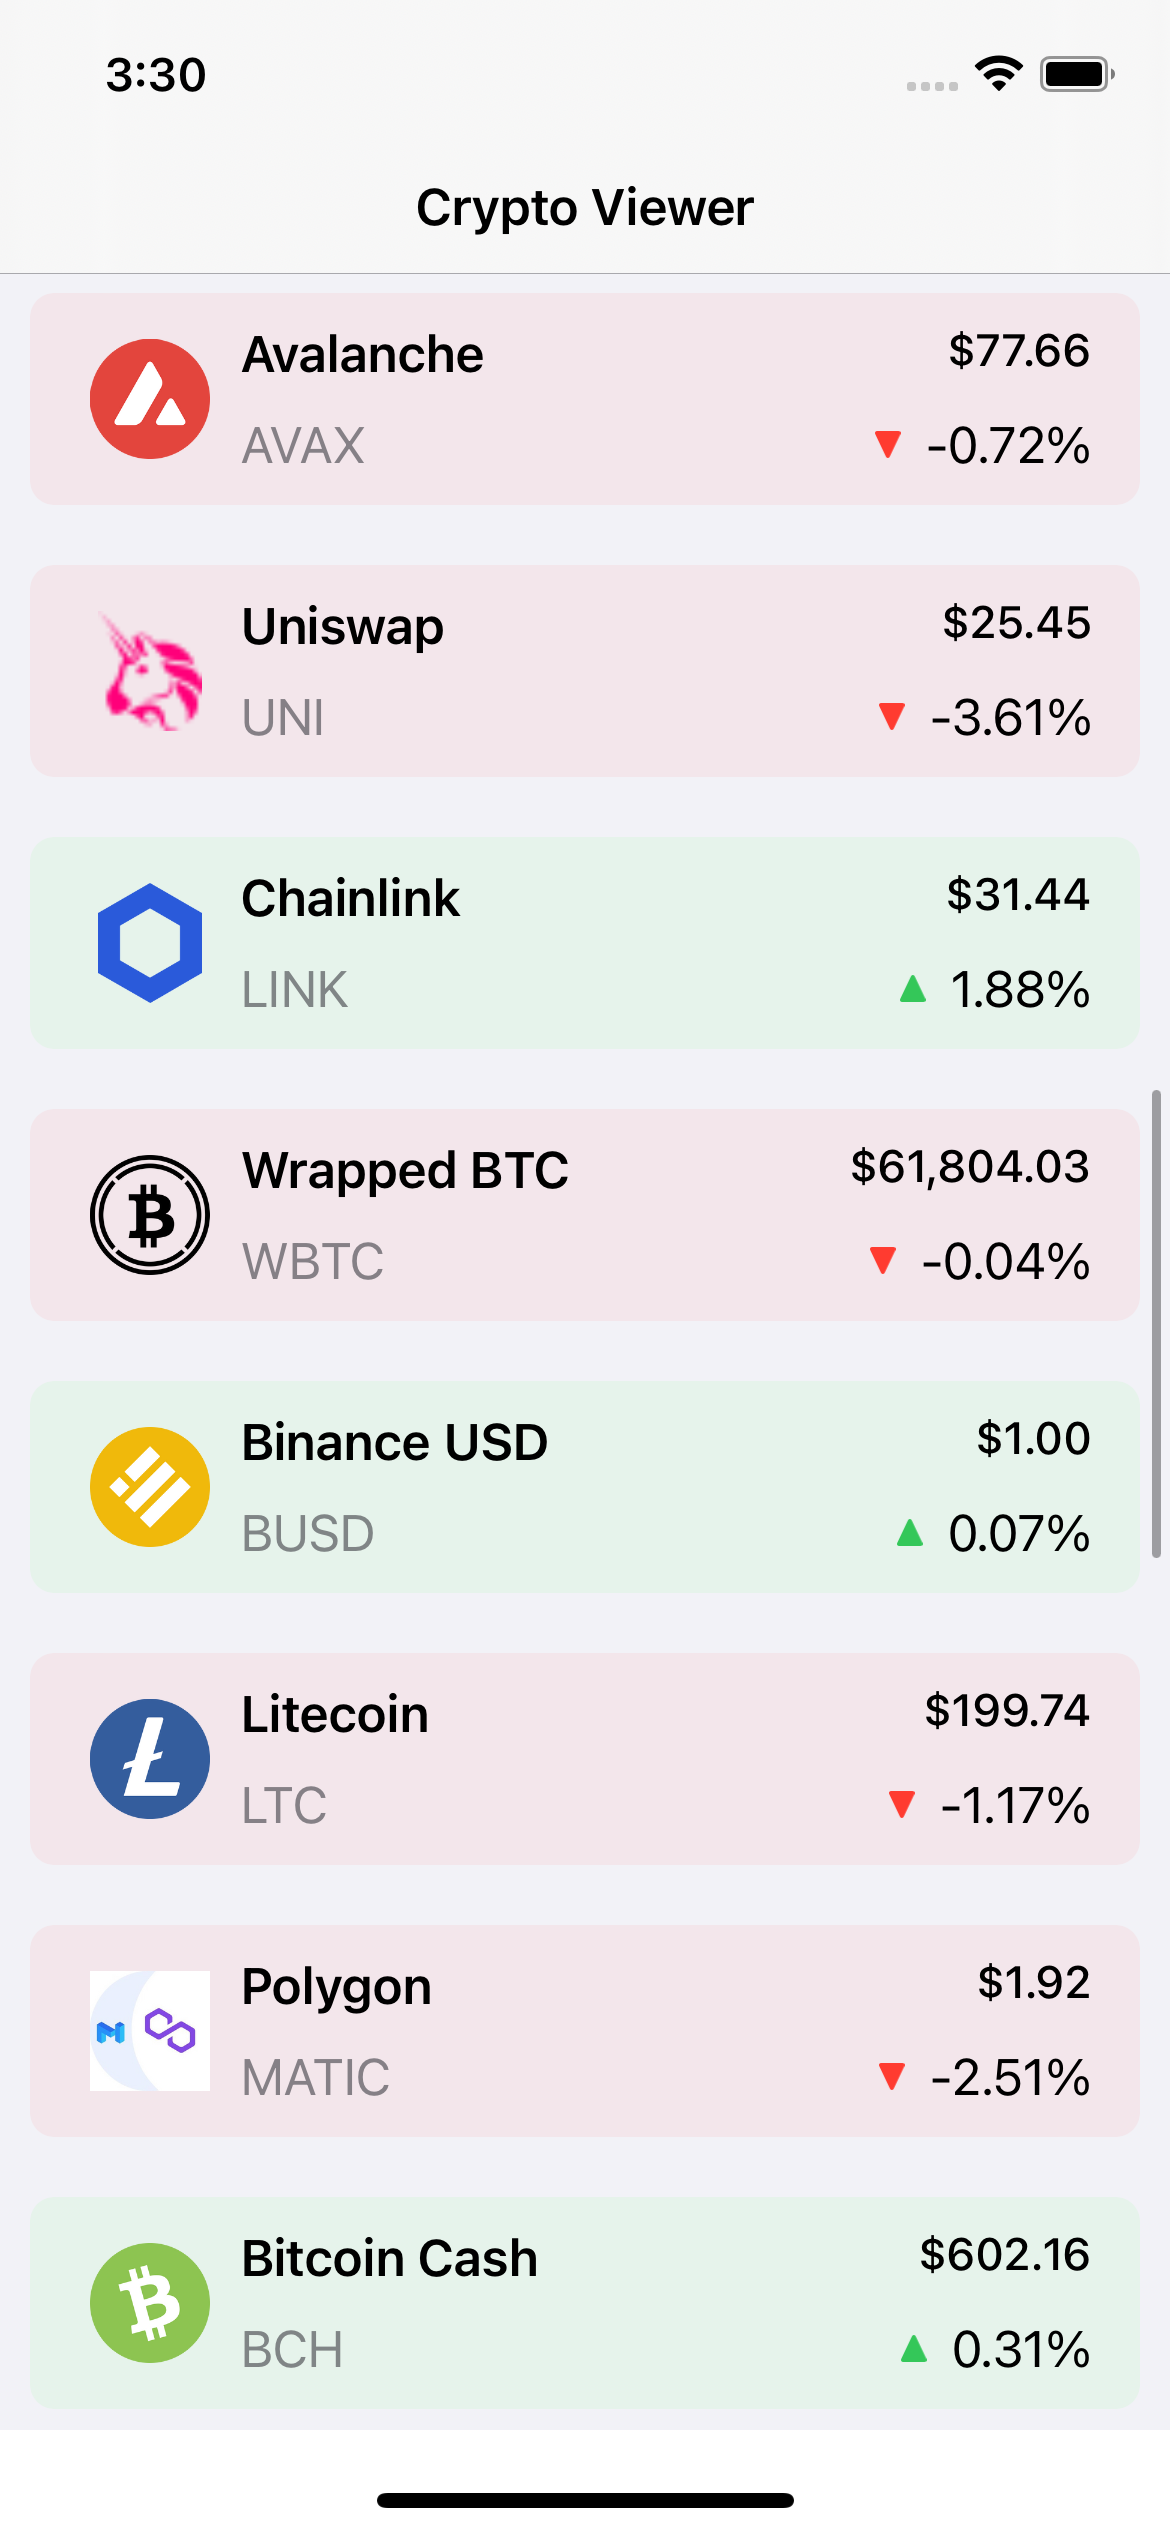 3:30
Crypto Viewer
Avalanche $77.66
AVAX -0.72%
Uniswap $25.45
UNI -3.61%
Chainlink $31.44
LINK 1.88%
Wrapped BTC $61,804.03
WBTC -0.04%
Binance USD $1.00
BUSD 0.07%
Litecoin $199.74
LTC -1.17%
Polygon $1.92
MATIC -2.51%
Bitcoin Cash $602.16
BCH 0.31%